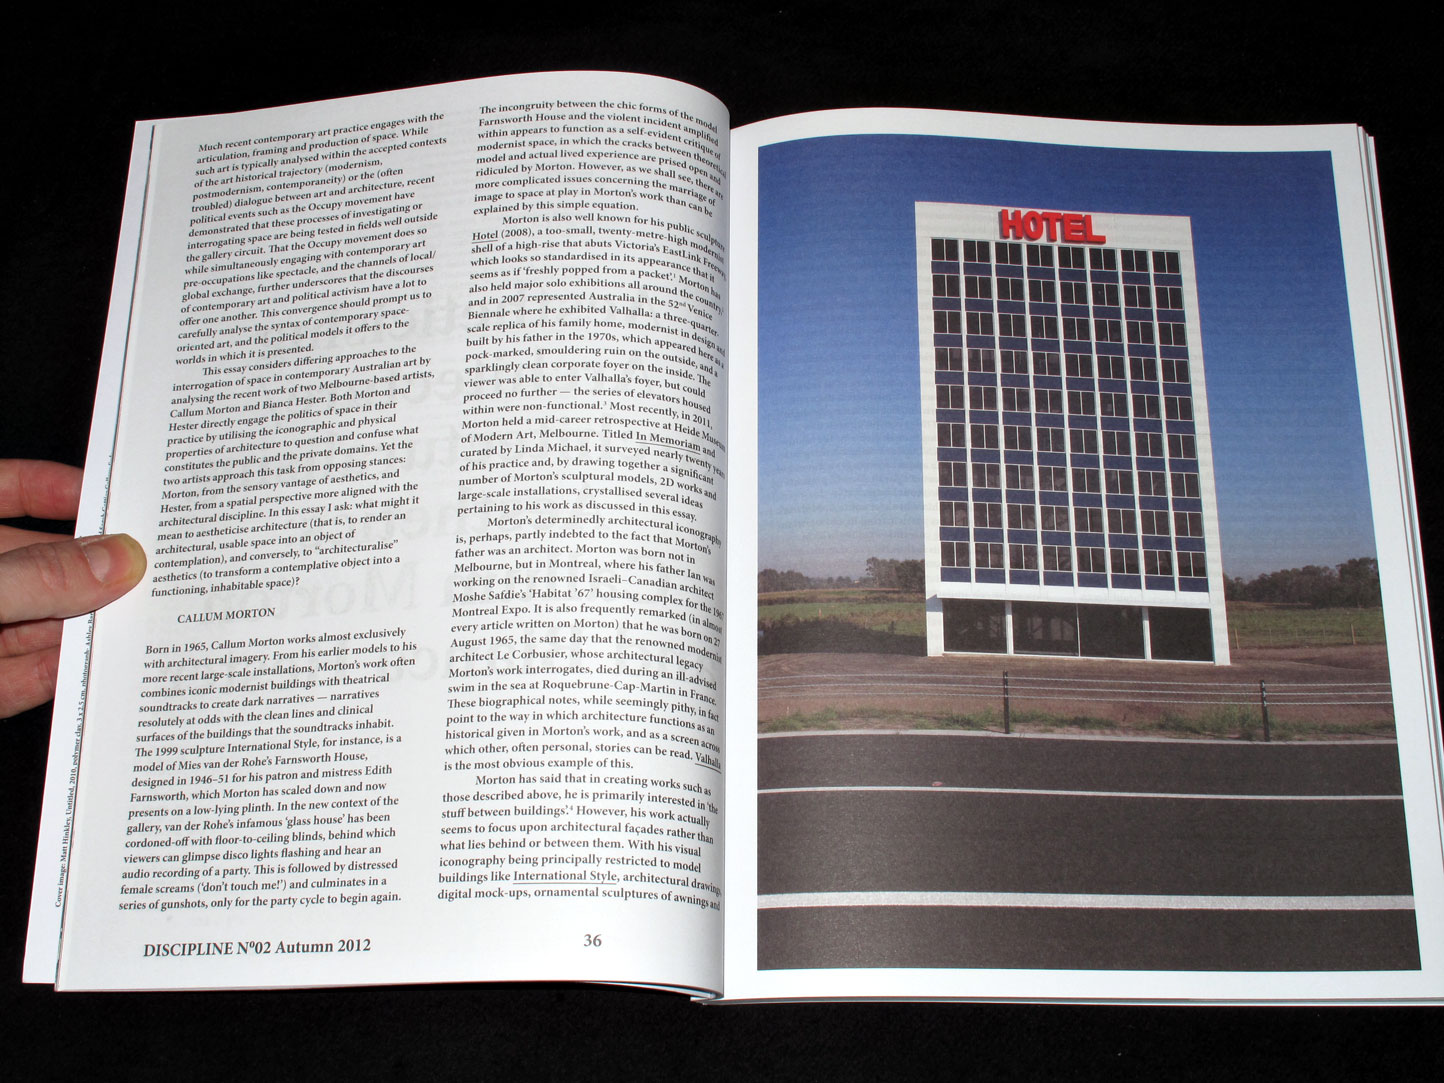 Much recent contemporary art practice engages with the
articulation, framing and production of space. While
such art is typically analysed within the accepted contexts
of the art historical trajectory (modernism,
postmodernism, contemporaneity) or the (often
troubled) dialogue between art and architecture, recent
political events such as the Occupy movement have
demonstrated that these processes of investigating or
interrogating space are being tested in fields well outside
the gallery circuit. That the Occupy movement does so
while simultaneously engaging with contemporary art
pre-occupations like spectacle, and the channels of local/
global exchange, further underscores that the discourses
of contemporary art and political activism have a lot to
offer one another. This convergence should prompt us to
carefully analyse the syntax of contemporary space-
oriented art, and the political models it offers to the
worlds in which it is presented.
This essay considers differing approaches to the
interrogation of space in contemporary Australian art by
analysing the recent work of two Melbourne-based artists,
Callum Morton and Bianca Hester. Both Morton and
Hester directly engage the politics of space in their
practice by utilising the iconographic and physical
properties of architecture to question and confuse what
constitutes the public and the private domains. Yet the
two artists approach this task from opposing stances:
Morton, from the sensory vantage of aesthetics, and
Hester, from a spatial perspective more aligned with the
architectural discipline. In this essay I ask: what might it
mean to aestheticise architecture (that is, to render an
architectural, usable space into an object of
contemplation), and conversely, to “architecturalise”
aesthetics (to transform a contemplative object into a
functioning, inhabitable space)?
CALLUM MORTON
Born in 1965, Callum Morton works almost exclusively
with architectural imagery. From his earlier models to his
more recent large-scale installations, Morton’s work often
combines iconic modernist buildings with theatrical
soundtracks to create dark narratives — narratives
resolutely at odds with the clean lines and clinical
surfaces of the buildings that the soundtracks inhabit.
The 1999 sculpture International Style, for instance, is a
model of Mies van der Rohe’s Farnsworth House,
designed in 1946–51 for his patron and mistress Edith
Farnsworth, which Morton has scaled down and now
presents on a low-lying plinth. In the new context of the
gallery, van der Rohe’s infamous ‘glass house’ has been
cordoned-off with floor-to-ceiling blinds, behind which
viewers can glimpse disco lights flashing and hear an
audio recording of a party. This is followed by distressed
female screams (‘don’t touch me!’) and culminates in a
series of gunshots, only for the party cycle to begin again.
The incongruity between the chic forms of the model
Farnsworth House and the violent incident amplified
within appears to function as a self-evident critique of
modernist space, in which the cracks between theoretical
model and actual lived experience are prised open and
ridiculed by Morton. However, as we shall see, there are
more complicated issues concerning the marriage of
image to space at play in Morton’s work than can be
explained by this simple equation.
Morton is also well known for his public sculpture
Hotel (2008), a too-small, twenty-metre-high modernist
shell of a high-rise that abuts Victoria’s EastLink Freeway
which looks so standardised in its appearance that it
seems as if ‘freshly popped from a packet’.¹ Morton has
also held major solo exhibitions all around the country²
and in 2007 represented Australia in the 52nd Venice
Biennale where he exhibited Valhalla: a three-quarter-
scale replica of his family home, modernist in design and
built by his father in the 1970s, which appeared here as a
pock-marked, smouldering ruin on the outside, and a
sparklingly clean corporate foyer on the inside. The
viewer was able to enter Valhalla’s foyer, but could
proceed no further — the series of elevators housed
within were non-functional.³ Most recently, in 2011,
Morton held a mid-career retrospective at Heide Museum
of Modern Art, Melbourne. Titled In Memoriam and
curated by Linda Michael, it surveyed nearly twenty years
of his practice and, by drawing together a significant
number of Morton’s sculptural models, 2D works and
large-scale installations, crystallised several ideas
pertaining to his work as discussed in this essay.
Morton’s determinedly architectural iconography
is, perhaps, partly indebted to the fact that Morton’s
father was an architect. Morton was born not in
Melbourne, but in Montreal, where his father Ian was
working on the renowned Israeli–Canadian architect
Moshe Safdie’s ‘Habitat ’67’ housing complex for the 1967
Montreal Expo. It is also frequently remarked (in almost
every article written on Morton) that he was born on 27
August 1965, the same day that the renowned modernist
architect Le Corbusier, whose architectural legacy
Morton’s work interrogates, died during an ill-advised
swim in the sea at Roquebrune-Cap-Martin in France.
These biographical notes, while seemingly pithy, in fact
point to the way in which architecture functions as an
historical given in Morton’s work, and as a screen across
which other, often personal, stories can be read. Valhalla
is the most obvious example of this.
Morton has said that in creating works such as
those described above, he is primarily interested in ‘the
stuff between buildings’.⁴ However, his work actually
seems to focus upon architectural façades rather than
what lies behind or between them. With his visual
iconography being principally restricted to model
buildings like International Style, architectural drawings,
digital mock-ups, ornamental sculptures of awnings and
DISCIPLINE Nº02 Autumn 2012
36
Cover image: Matt Hinkley, Untitled, 2010, polymer clay, 3 x 2.5 cm, photograph: Ashley
HOTEL